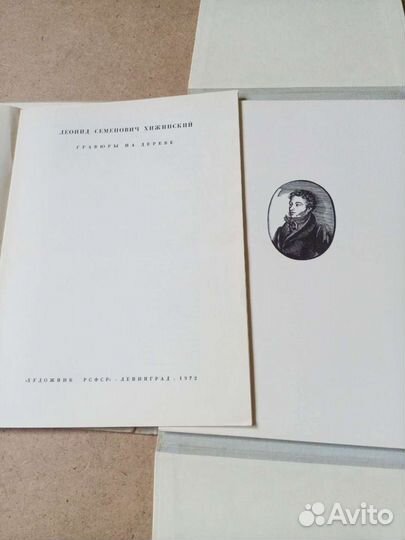 ЛЕОНИД СЕМЕНОВИЧ ХИЖИНСКИЙ
ГРАВЮРЫ НА ДЕРЕВЕ
«ХУДОЖНИК РСФСР» · ЛЕНИНГРАД · 1972
Avito